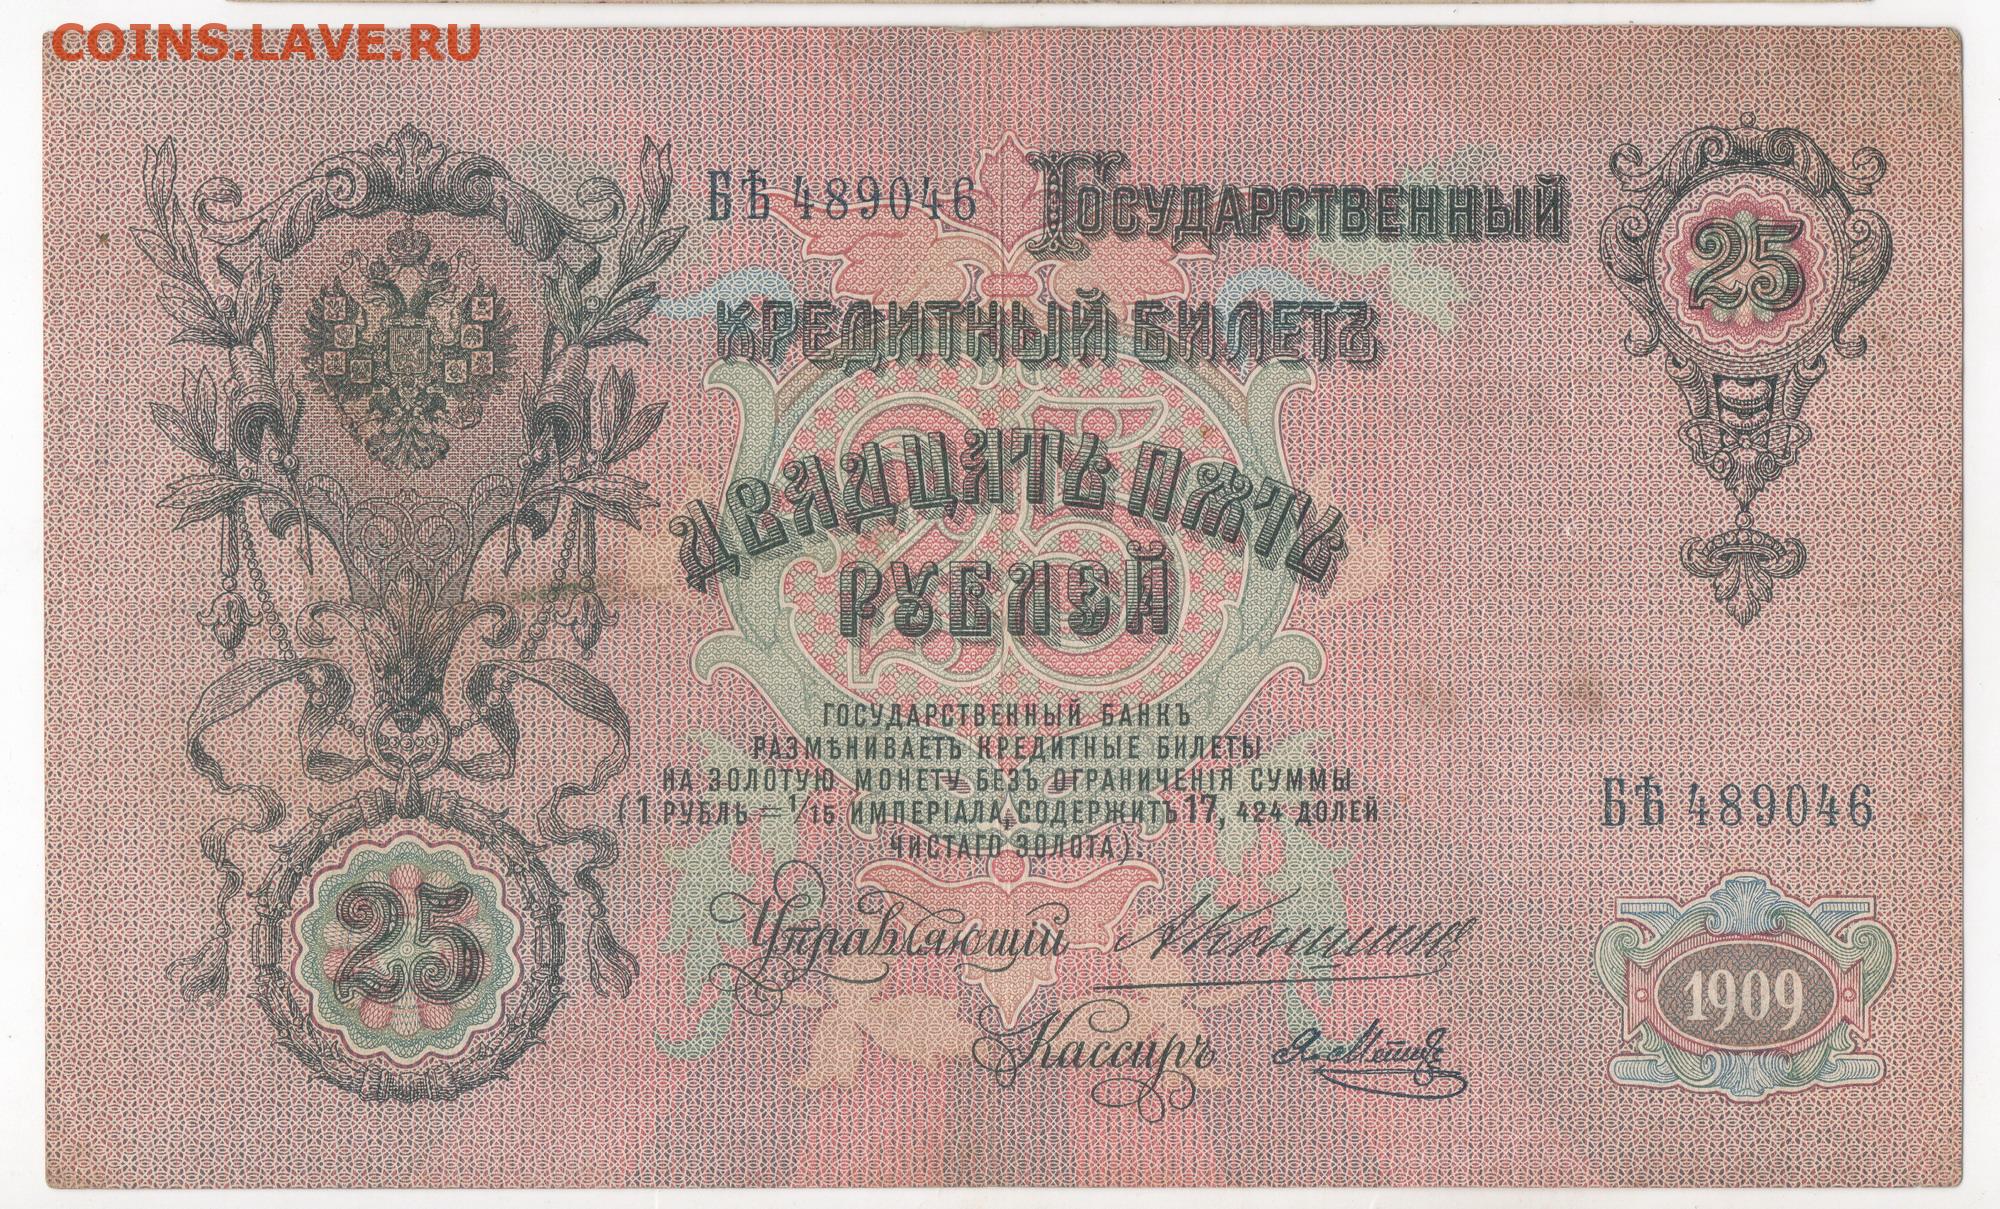 COINS.LAVE.RU
БѢ 489046
ГОСУДАРСТВЕННЫЙ
25
КРЕДИТНЫЙ БИЛЕТЪ
25
ДВАДЦАТЬ ПЯТЬ
РУБЛЕЙ
ГОСУДАРСТВЕННЫЙ БАНКЪ
РАЗМѢНИВАЕТЪ КРЕДИТНЫЕ БИЛЕТЫ
НА ЗОЛОТУЮ МОНЕТУ БЕЗЪ ОГРАНИЧЕНІЯ СУММЫ
(1 РУБЛЬ = 1/15 ИМПЕРІАЛА, СОДЕРЖИТЪ 17, 424 ДОЛЕЙ
ЧИСТАГО ЗОЛОТА).
БѢ 489046
25
Управляющій
Кассиръ
1909